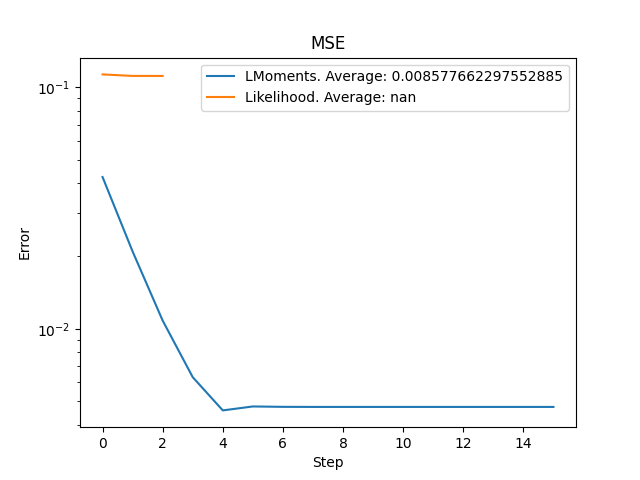 MSE
LMoments. Average: 0.008577662297552885
Likelihood. Average: nan
10⁻¹
10⁻²
Error
0 2 4 6 8 10 12 14
Step